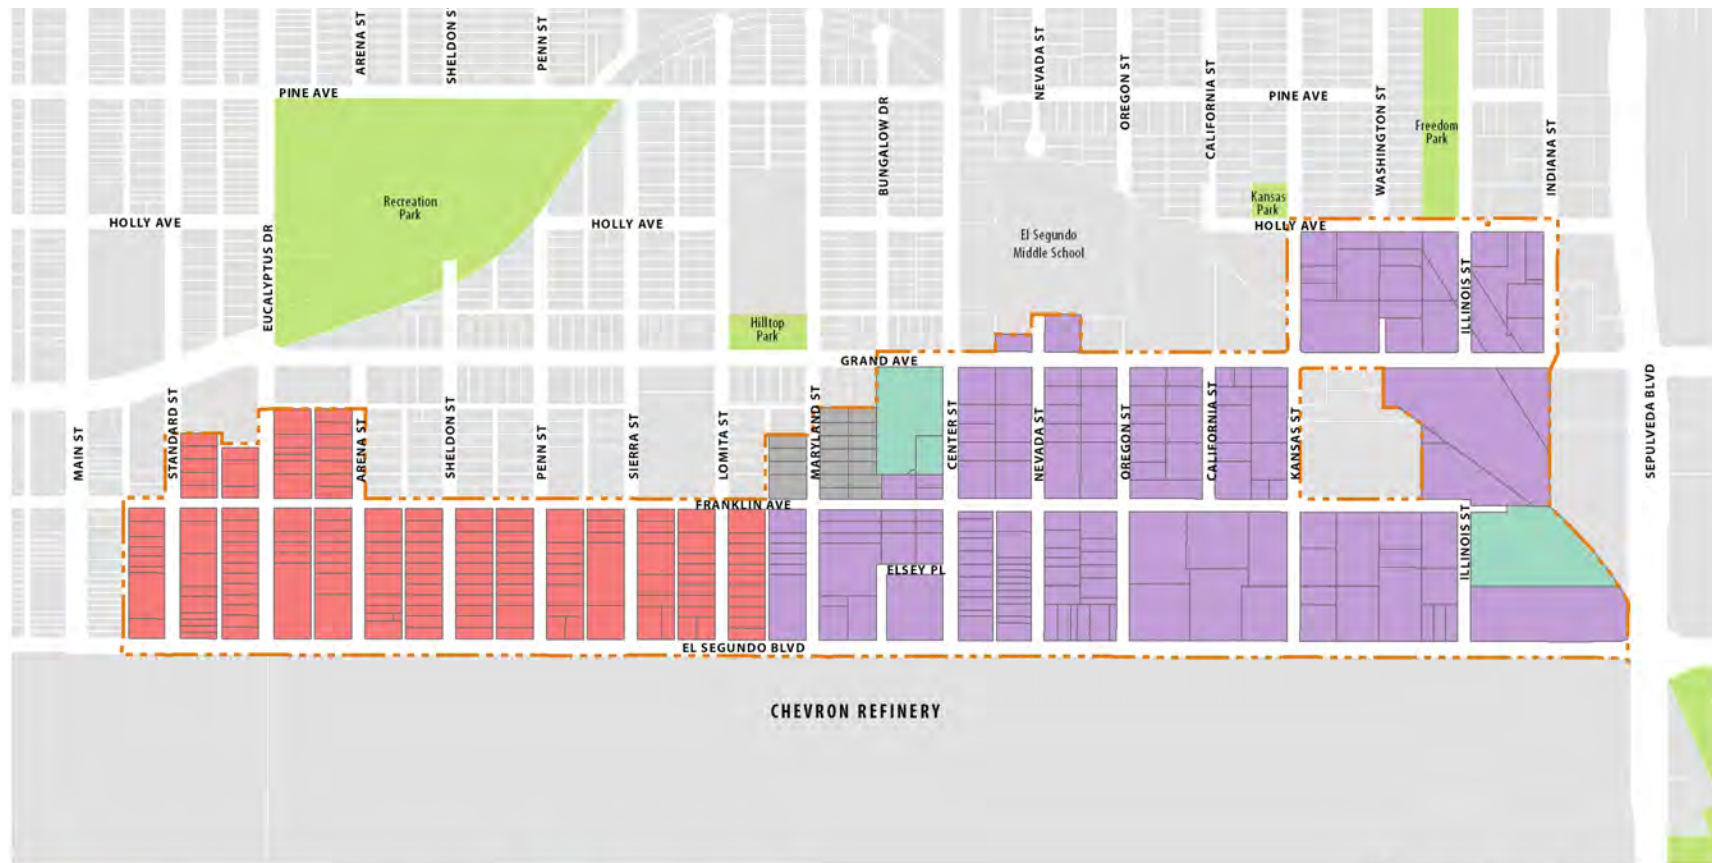 ARENA ST
SHELDON S
PENN ST
NEVADA ST
OREGON ST
CALIFORNIA ST
PINE AVE
PINE AVE
BUNGALOW DR
WASHINGTON ST
Freedom
Park
INDIANA ST
Recreation
Park
Kansas
Park
HOLLY AVE
HOLLY AVE
HOLLY AVE
EUCALYPTUS DR
El Segundo
Middle School
ILLINOIS ST
Hilltop
Park
GRAND AVE
MAIN ST
STANDARD ST
ARENA ST
SHELDON ST
PENN ST
SIERRA ST
LOMITA ST
MARYLAND ST
CENTER ST
NEVADA ST
OREGON ST
CALIFORNIA ST
KANSAS ST
SEPULVEDA BLVD
FRANKLIN AVE
ILLINOIS ST
ELSEY PL
EL SEGUNDO BLVD
CHEVRON REFINERY